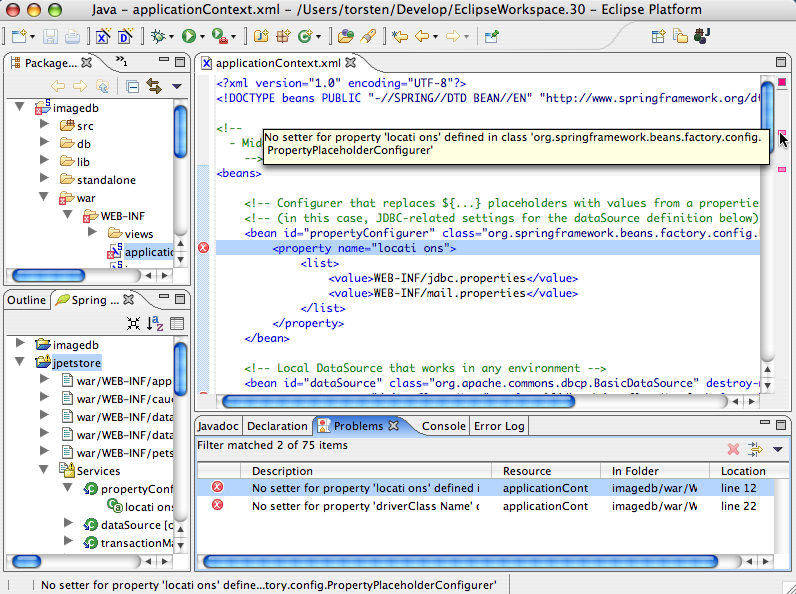 Java – applicationContext.xml – /Users/torsten/Develop/EclipseWorkspace.30 – Eclipse Platform
Package...
»1
imagedb
src
db
lib
standalone
war
WEB-INF
views
applicatio
applicationContext.xml
<?xml version="1.0" encoding="UTF-8"?>
<!DOCTYPE beans PUBLIC "-//SPRING//DTD BEAN//EN" "http://www.springframework.org/dt
<!--
- Mid
-->
<beans>
No setter for property 'locati ons' defined in class 'org.springframework.beans.factory.config.
PropertyPlaceholderConfigurer'
<!-- Configurer that replaces ${...} placeholders with values from a propertie
<!-- (in this case, JDBC-related settings for the dataSource definition below)
<bean id="propertyConfigurer" class="org.springframework.beans.factory.config.
<property name="locati ons">
<list>
<value>WEB-INF/jdbc.properties</value>
<value>WEB-INF/mail.properties</value>
</list>
</property>
</bean>
<!-- Local DataSource that works in any environment -->
<bean id="dataSource" class="org.apache.commons.dbcp.BasicDataSource" destroy-
Outline
Spring ...
imagedb
jpetstore
war/WEB-INF/app
war/WEB-INF/cauc
war/WEB-INF/data
war/WEB-INF/data
war/WEB-INF/pets
Services
propertyConf
locati ons
dataSource [o
transactionMa
Javadoc
Declaration
Problems
Console
Error Log
Filter matched 2 of 75 items
Description Resource In Folder Location
No setter for property 'locati ons' defined i applicationCont imagedb/war/W line 12
No setter for property 'driverClass Name' c applicationCont imagedb/war/W line 22
No setter for property 'locati ons' define...tory.config.PropertyPlaceholderConfigurer'